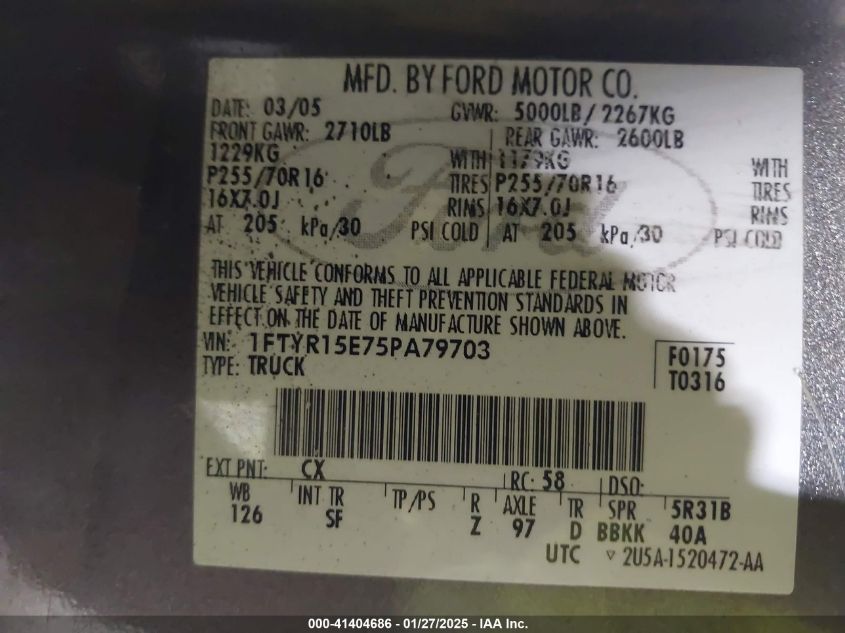 MFD. BY FORD MOTOR CO.
DATE: 03/05 GVWR: 5000LB/ 2267KG
FRONT GAWR: 2710LB REAR GAWR: 2600LB
1229KG WITH 1179KG WITH
P255/70R16 TIRES P255/70R16 TIRES
16X7.0J RIMS 16X7.0J RIMS
AT 205 kPa/30 PSI COLD AT 205 kPa/30 PSI COLD
Ford
THIS VEHICLE CONFORMS TO ALL APPLICABLE FEDERAL MOTOR
VEHICLE SAFETY AND THEFT PREVENTION STANDARDS IN
EFFECT ON THE DATE OF MANUFACTURE SHOWN ABOVE.
VIN: 1FTYR15E75PA79703 F0175
TYPE: TRUCK T0316
EXT PNT: CX RC: 58 DSO:
WB INT TR TP/PS R AXLE TR SPR 5R31B
126 SF Z 97 D BBKK 40A
UTC ▽ 2U5A-1520472-AA
000-41404686 - 01/27/2025 - IAA Inc.